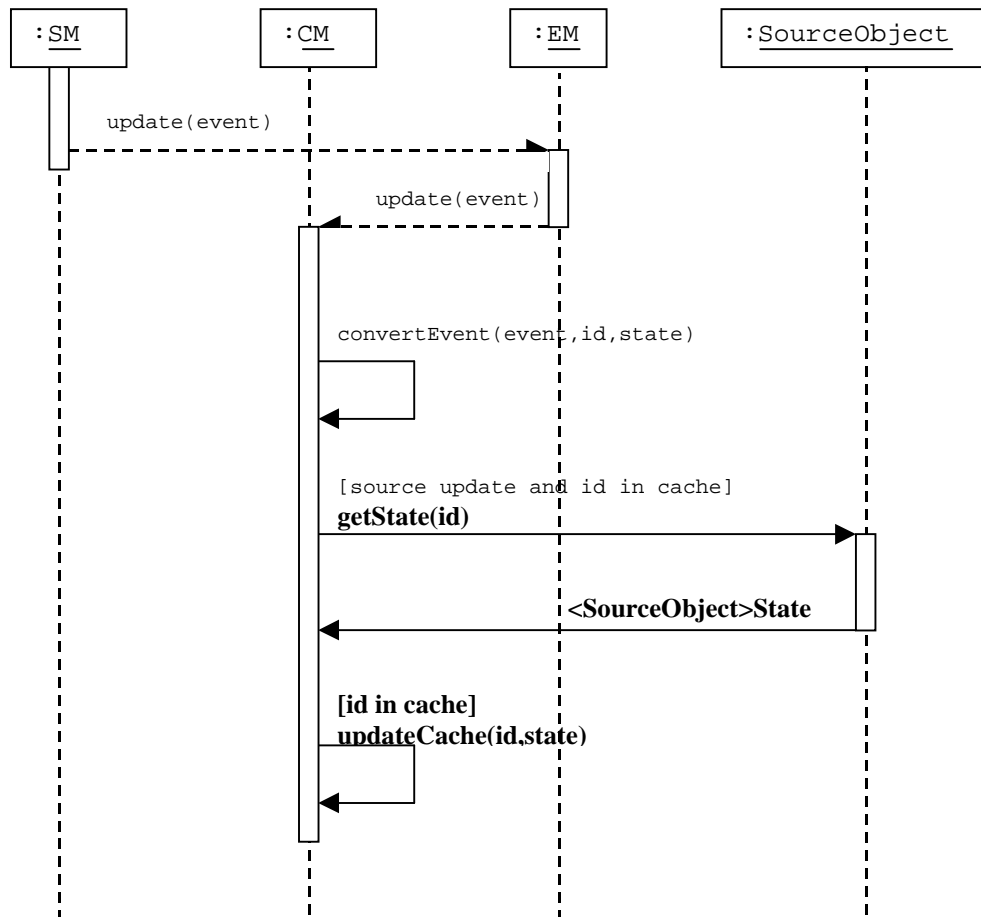 :SM
:CM
:EM
:SourceObject
update(event)
update(event)
convertEvent(event,id,state)
[source update and id in cache]
getState(id)
<SourceObject>State
[id in cache]
updateCache(id,state)